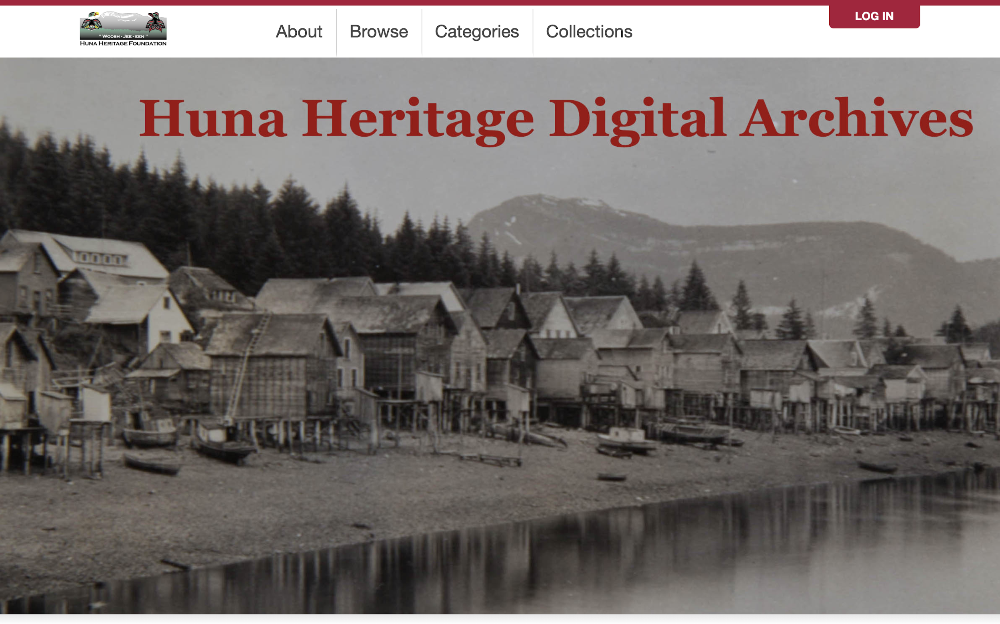 " WOOSH - JEE - EEN "
HUNA HERITAGE FOUNDATION
About
Browse
Categories
Collections
LOG IN
Huna Heritage Digital Archives